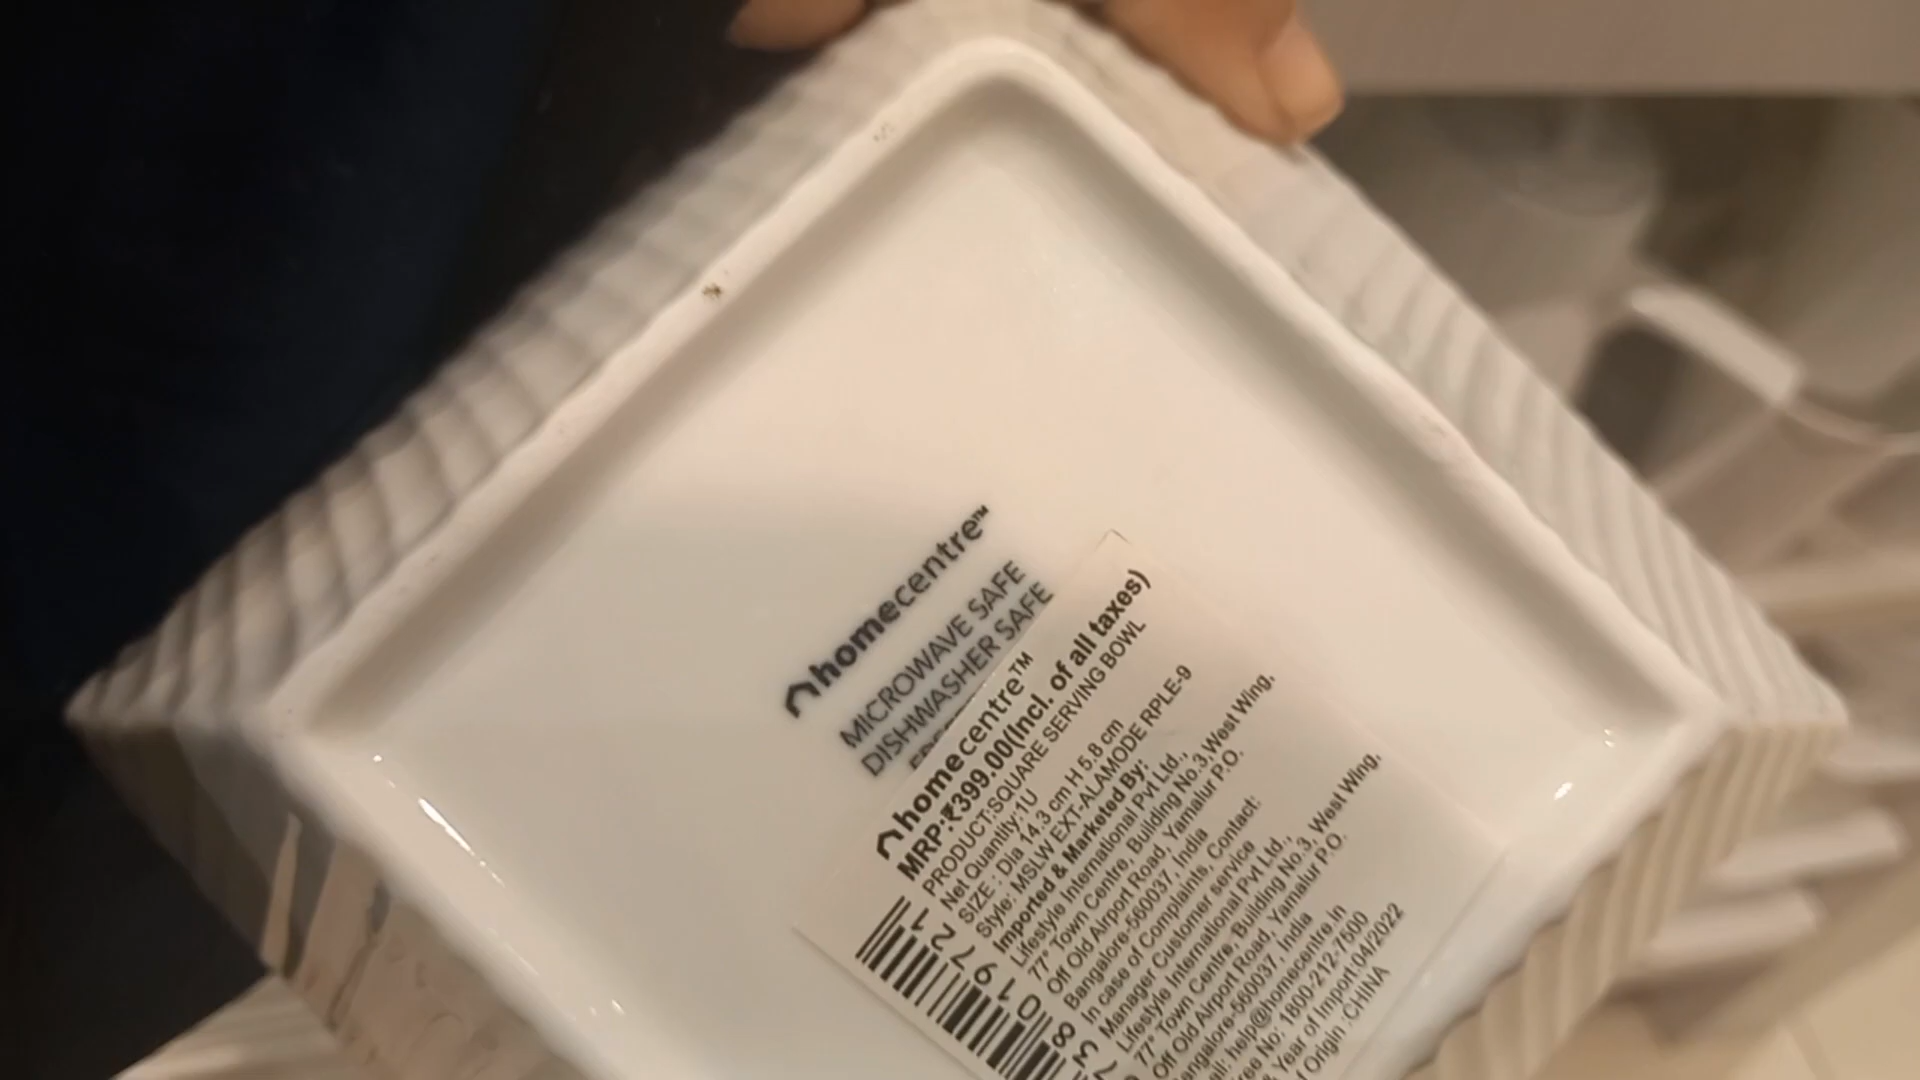 homecentre™
MICROWAVE SAFE
DISHWASHER SAFE
homecentre™
MRP:₹399.00(Incl. of all taxes)
PRODUCT:SQUARE SERVING BOWL
Net Quantity:1U
SIZE : Dia 14.3 cm H 5.8 cm
Style: MSLW EXT-ALAMODE RPLE-9
Imported & Marketed By:
Lifestyle International Pvt Ltd.,
77° Town Centre, Building No.3,West Wing,
Off Old Airport Road, Yamalur P.O.
Bangalore-560037, India
In case of Complaints, Contact:
Manager Customer service
Lifestyle International Pvt Ltd.,
77° Town Centre, Building No.3, West Wing,
Off Old Airport Road, Yamalur P.O.
angalore-560037, India
help@homecentre.in
No: 1800-212-7500
& Year of Import:04/2022
Origin :CHINA